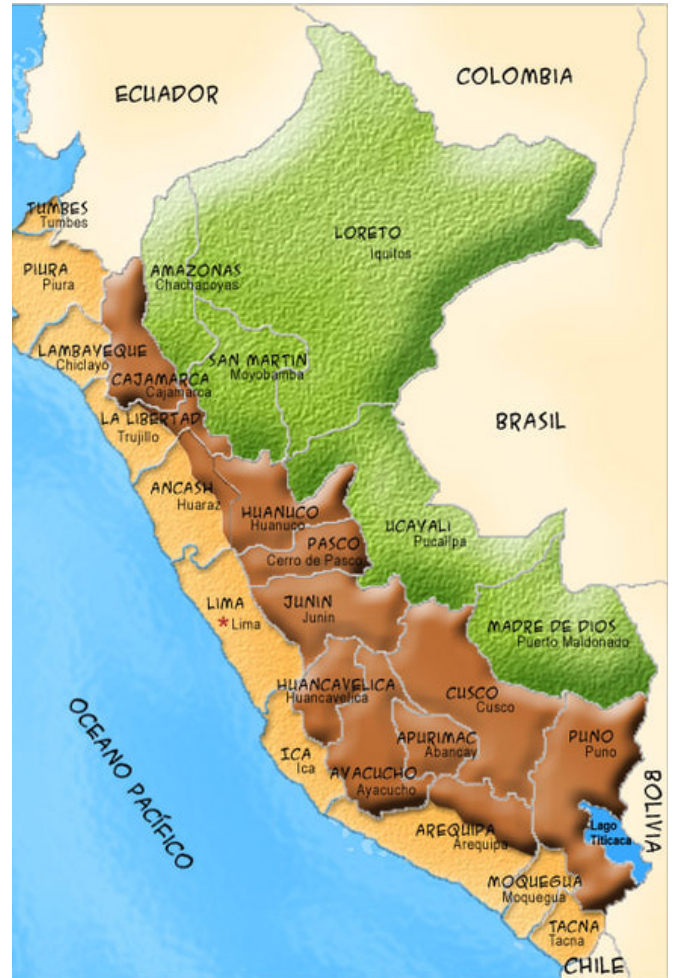 COLOMBIA
ECUADOR
TUMBES
Tumbes
LORETO
Iquitos
PIURA
Piura
AMAZONAS
Chachapoyas
LAMBAYEQUE
Chiclayo
SAN MARTIN
Moyobamba
CAJAMARCA
Cajamarca
LA LIBERTAD
Trujillo
BRASIL
ANCASH
Huaraz
HUANUCO
Huanuco
UCAYALI
Pucallpa
PASCO
Cerro de Pasco
LIMA
* Lima
JUNIN
Junin
MADRE DE DIOS
Puerto Maldonado
HUANCAVELICA
Huancavelica
CUSCO
Cusco
OCEANO PACÍFICO
ICA
Ica
APURIMAC
Abancay
PUNO
Puno
AYACUCHO
Ayacucho
BOLIVIA
AREQUIPA
Arequipa
Lago
Titicaca
MOQUEGUA
Moquegua
TACNA
Tacna
CHILE